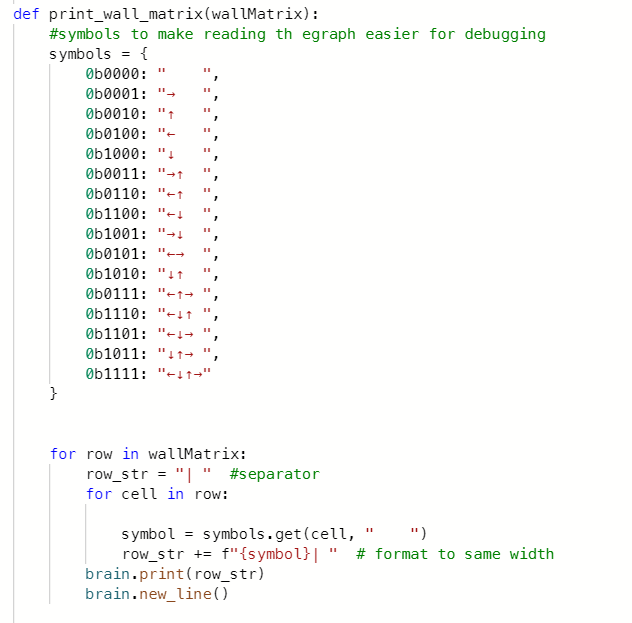 def print_wall_matrix(wallMatrix):
    #symbols to make reading th egraph easier for debugging
    symbols = {
        0b0000: "    ",
        0b0001: "→   ",
        0b0010: "↑   ",
        0b0100: "←   ",
        0b1000: "↓   ",
        0b0011: "→↑  ",
        0b0110: "←↑  ",
        0b1100: "←↓  ",
        0b1001: "→↓  ",
        0b0101: "←→  ",
        0b1010: "↓↑  ",
        0b0111: "←↑→ ",
        0b1110: "←↓↑ ",
        0b1101: "←↓→ ",
        0b1011: "↓↑→ ",
        0b1111: "←↓↑→"
    }
    for row in wallMatrix:
        row_str = "| "  #separator
        for cell in row:
            symbol = symbols.get(cell, "    ")
            row_str += f"{symbol}| "  # format to same width
        brain.print(row_str)
        brain.new_line()